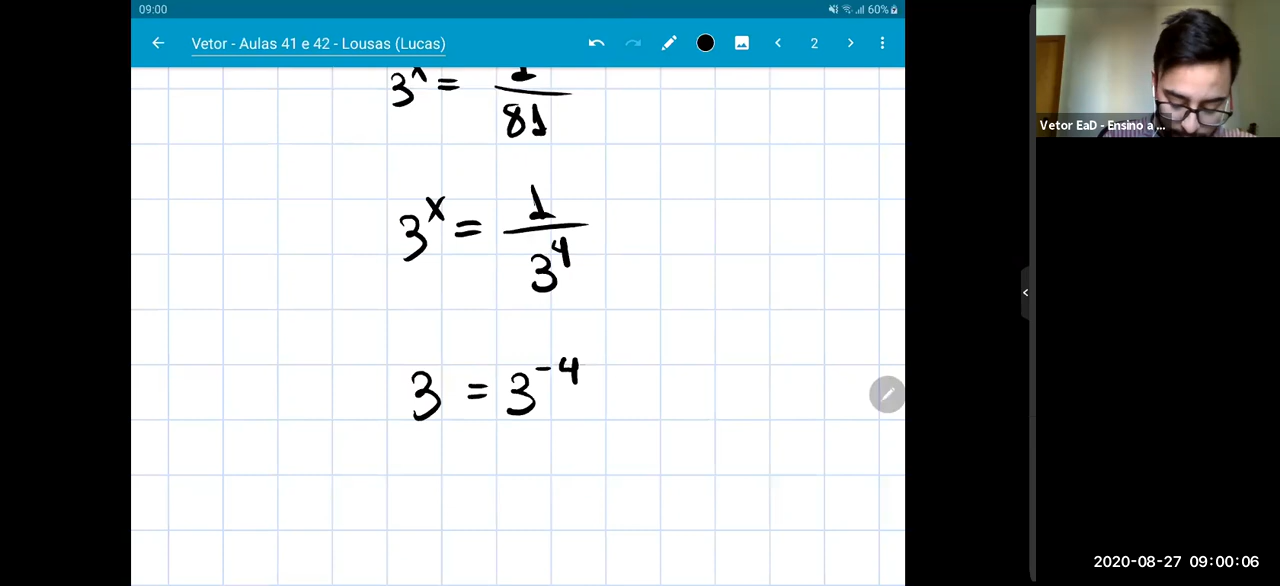 09:00 60%
Vetor - Aulas 41 e 42 - Lousas (Lucas) 2
3^x = 1/81
3^x = 1/3^4
3 = 3^-4
Vetor EaD - Ensino a ...
2020-08-27 09:00:06